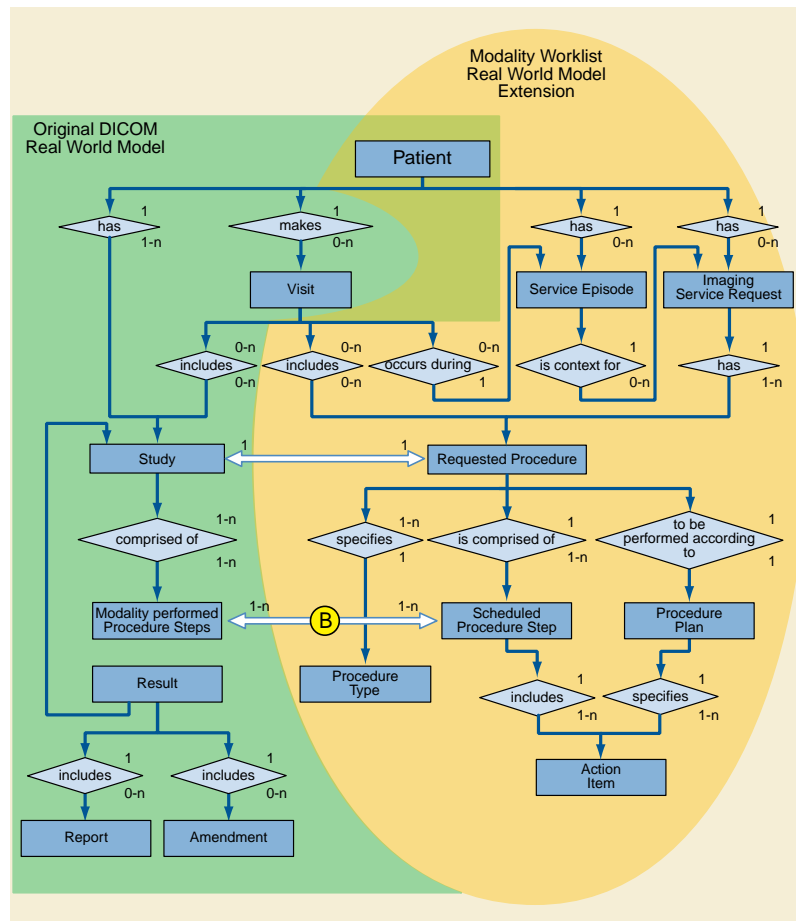 Modality Worklist
Real World Model
Extension
Original DICOM
Real World Model
Patient
has
1
1-n
makes
1
0-n
has
1
0-n
has
1
0-n
Visit
Service Episode
Imaging
Service Request
includes
0-n
0-n
includes
0-n
0-n
occurs during
0-n
1
is context for
1
0-n
has
1
1-n
Study
1
1
Requested Procedure
comprised of
1-n
1-n
specifies
1-n
1
is comprised of
1
1-n
to be
performed according
to
1
1
Modality performed
Procedure Steps
1-n
B
1-n
Scheduled
Procedure Step
Procedure
Plan
Result
Procedure
Type
includes
1
1-n
specifies
1
1-n
includes
1
0-n
includes
1
0-n
Action
Item
Report
Amendment